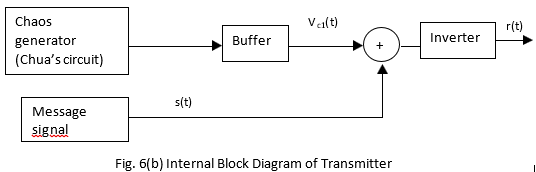 Chaos
generator
(Chua's circuit)
Buffer
Vc1(t)
+
Inverter
r(t)
Message
signal
s(t)
Fig. 6(b) Internal Block Diagram of Transmitter